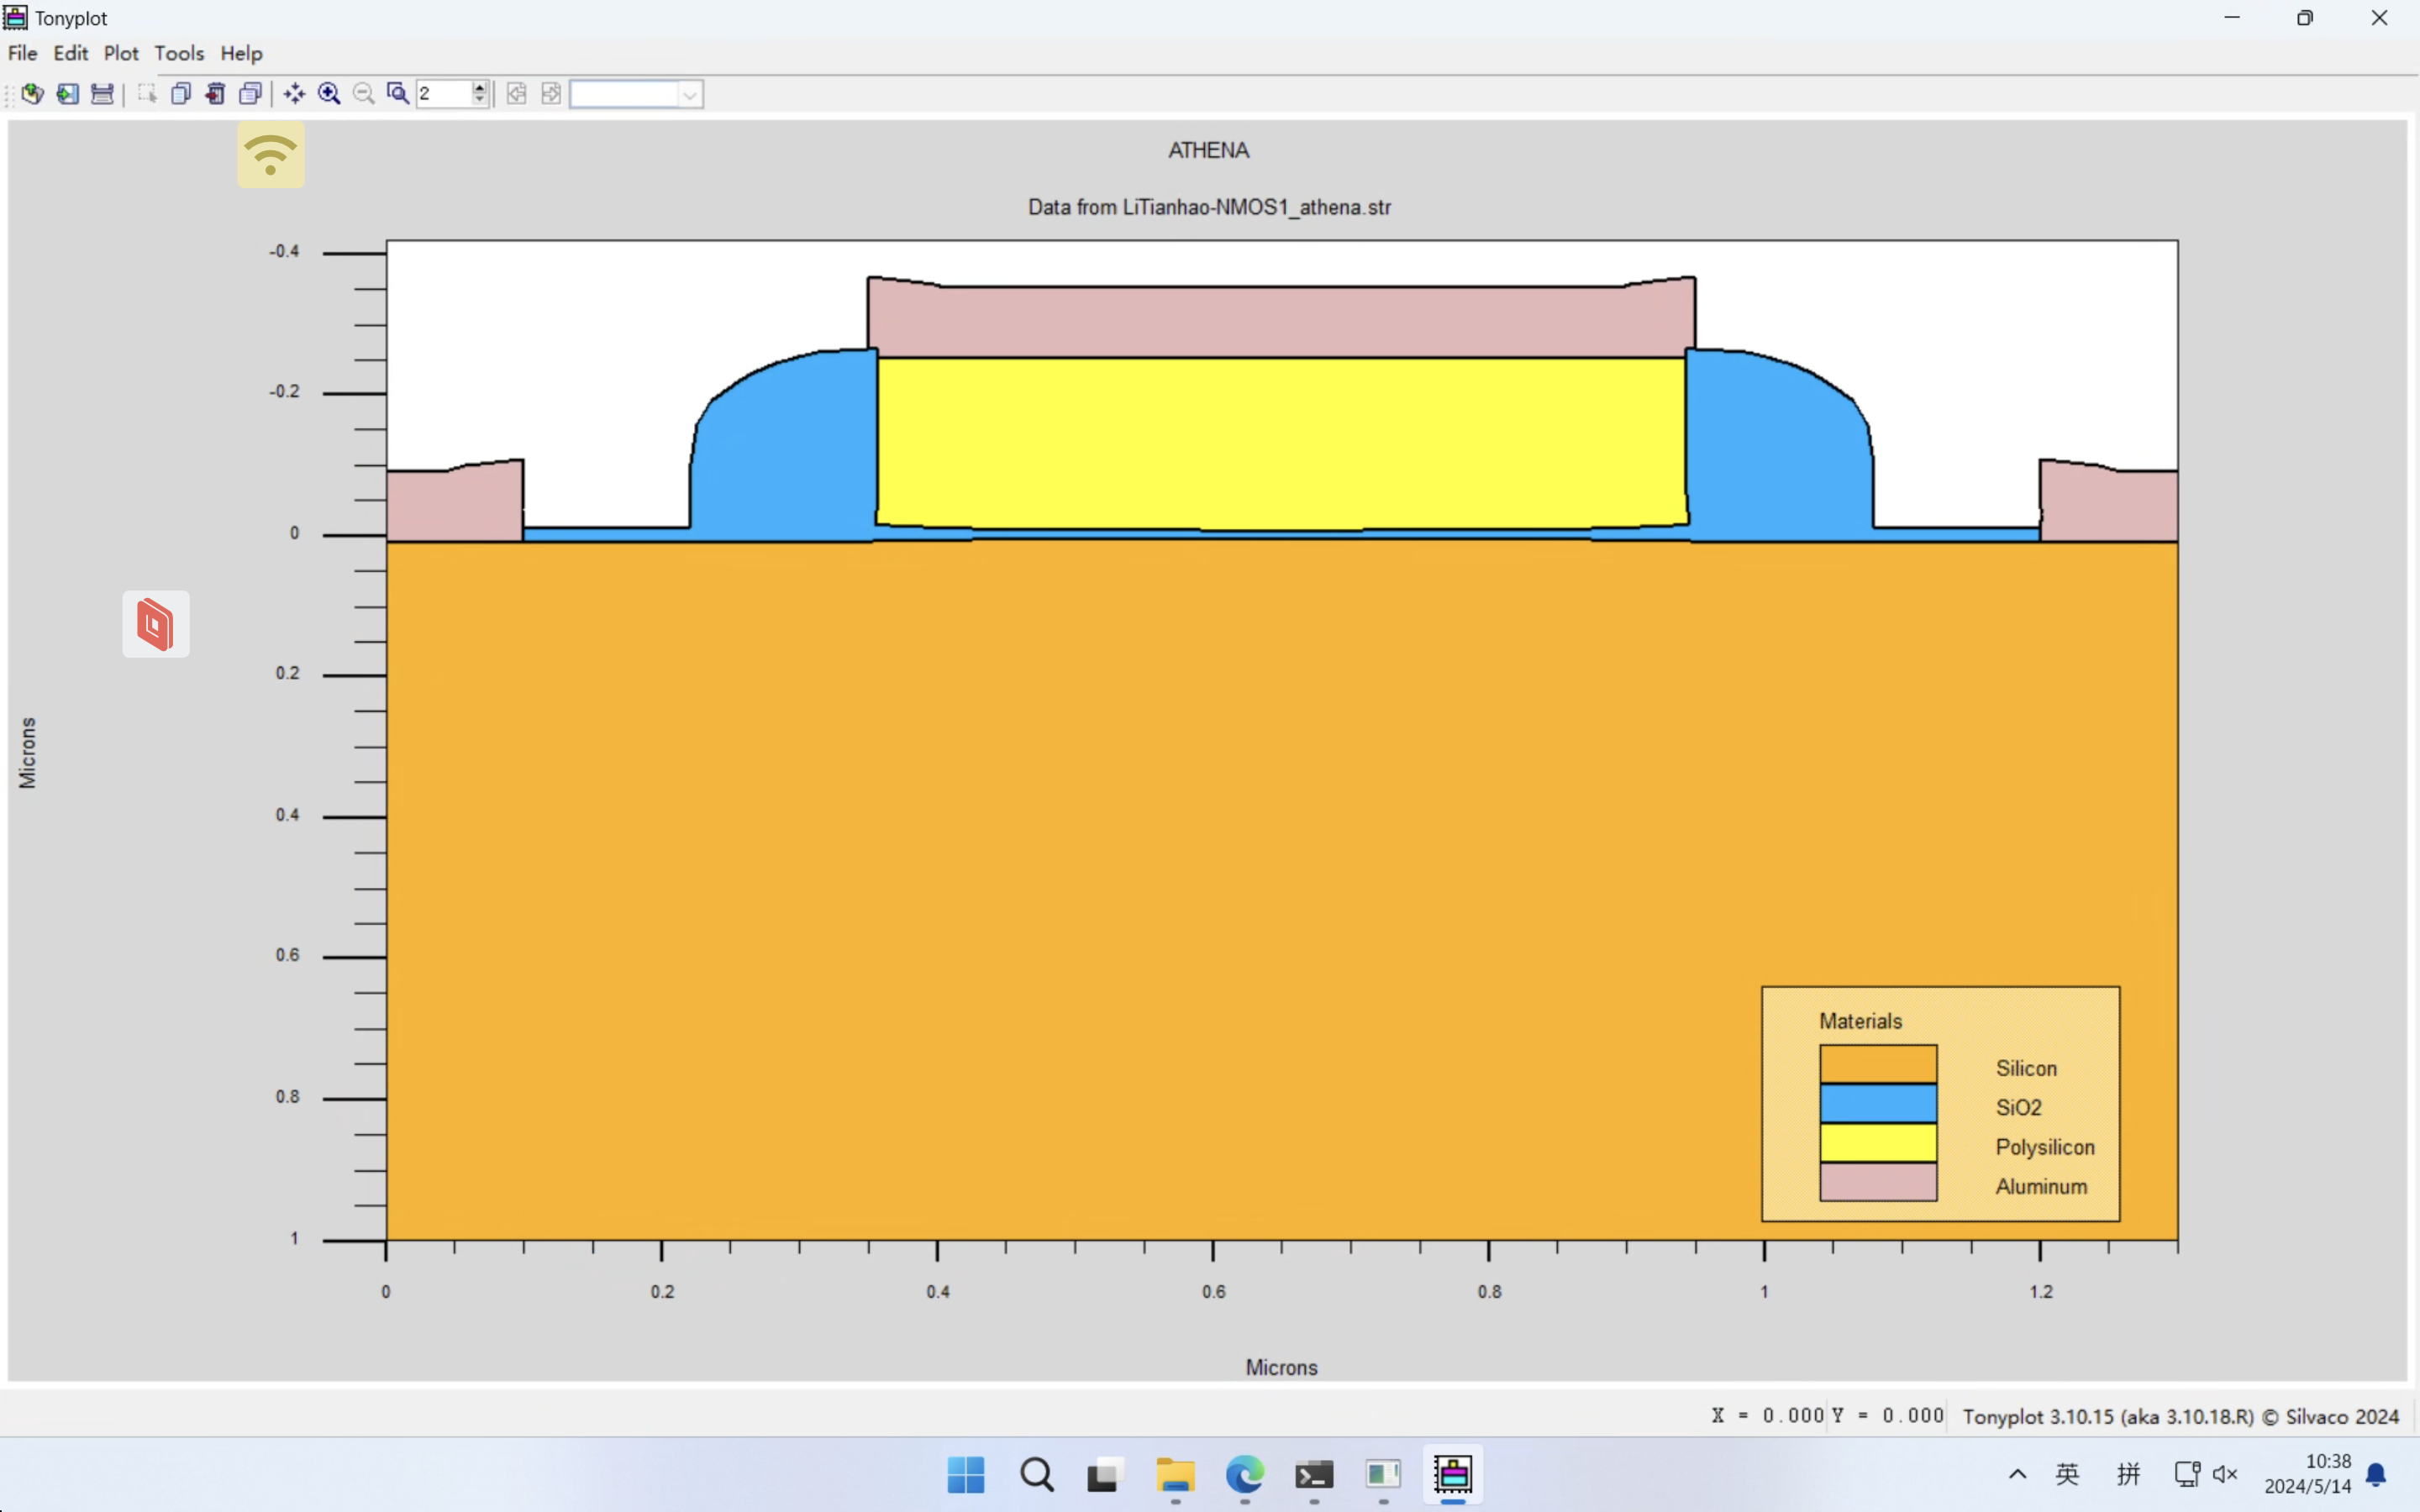 Tonyplot
File Edit Plot Tools Help
2
ATHENA
Data from LiTianhao-NMOS1_athena.str
-0.4
-0.2
0
0.2
0.4
0.6
0.8
1
Microns
Materials
Silicon
SiO2
Polysilicon
Aluminum
0 0.2 0.4 0.6 0.8 1 1.2
Microns
X = 0.000 Y = 0.000 Tonyplot 3.10.15 (aka 3.10.18.R) © Silvaco 2024
英 拼 10:38
2024/5/14